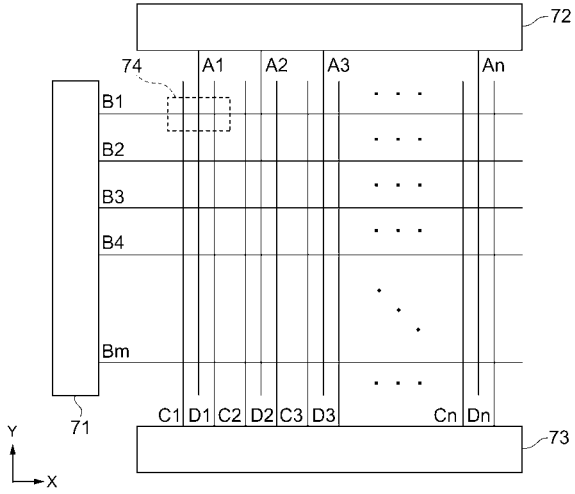 72
74
A1 A2 A3 An
B1
B2
B3
B4
Bm
C1 D1 C2 D2 C3 D3 Cn Dn
71
73
Y
X